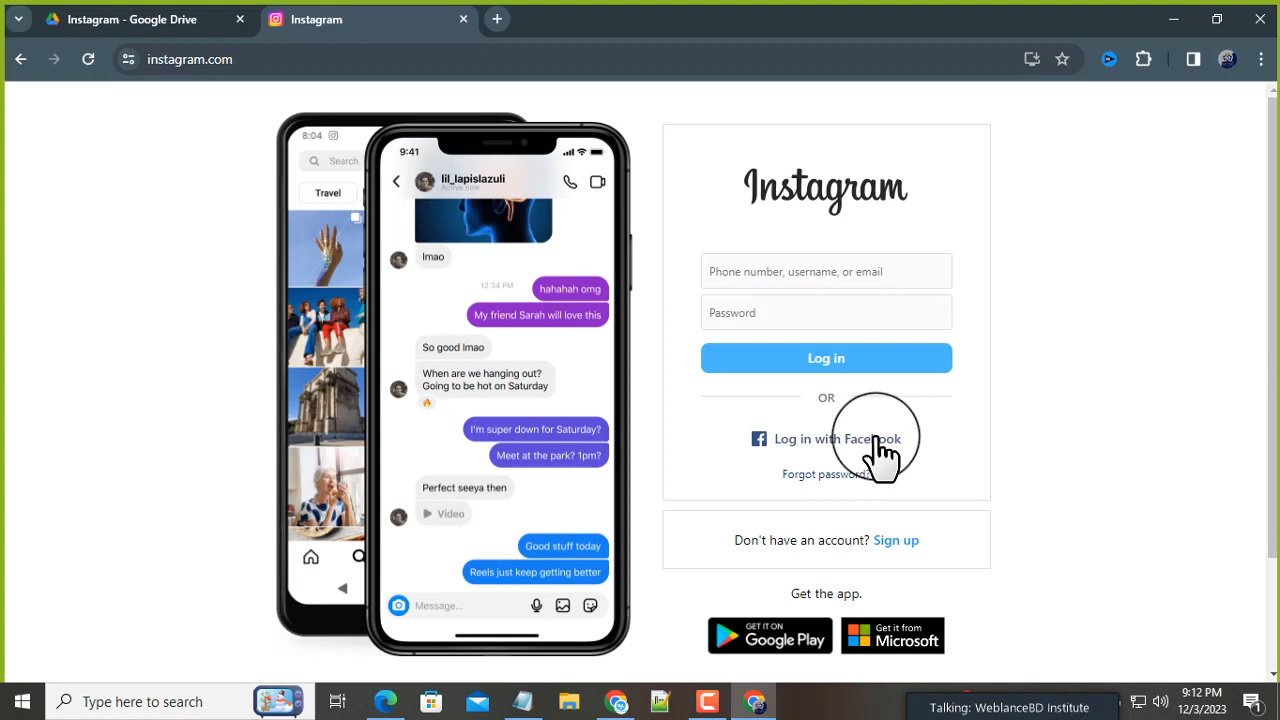 Instagram - Google Drive
Instagram
instagram.com
8:04
Search
Travel
9:41
lil_lapislazuli
Active now
lmao
12:34 PM
hahahah omg
My friend Sarah will love this
So good lmao
When are we hanging out?
Going to be hot on Saturday
I'm super down for Saturday?
Meet at the park? 1pm?
Perfect seeya then
Video
Good stuff today
Reels just keep getting better
Message...
Instagram
Phone number, username, or email
Password
Log in
OR
Log in with Facebook
Forgot password?
Don't have an account? Sign up
Get the app.
GET IT ON
Google Play
Get it from
Microsoft
Type here to search
Talking: WeblanceBD Institute
9:12 PM
12/3/2023
1